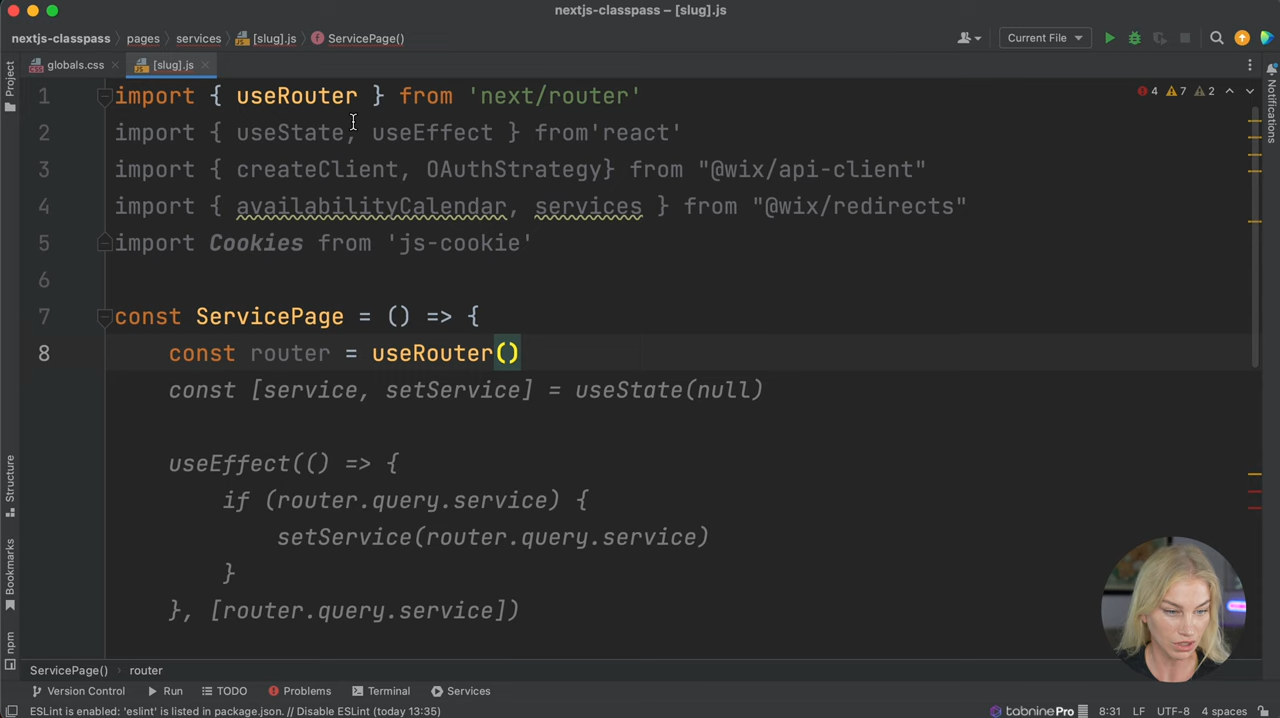 nextjs-classpass – [slug].js
nextjs-classpass pages services [slug].js f ServicePage() Current File
globals.css [slug].js
Project
Notifications
4 7 2
1 import { useRouter } from 'next/router'
2 import { useState, useEffect } from'react'
3 import { createClient, OAuthStrategy} from "@wix/api-client"
4 import { availabilityCalendar, services } from "@wix/redirects"
5 import Cookies from 'js-cookie'
6
7 const ServicePage = () => {
8 const router = useRouter()
const [service, setService] = useState(null)
useEffect(() => {
if (router.query.service) {
setService(router.query.service)
}
}, [router.query.service])
Structure
Bookmarks
npm
ServicePage() › router
Version Control Run TODO Problems Terminal Services
ESLint is enabled: 'eslint' is listed in package.json. // Disable ESLint (today 13:35) tabnine Pro 8:31 LF UTF-8 4 spaces